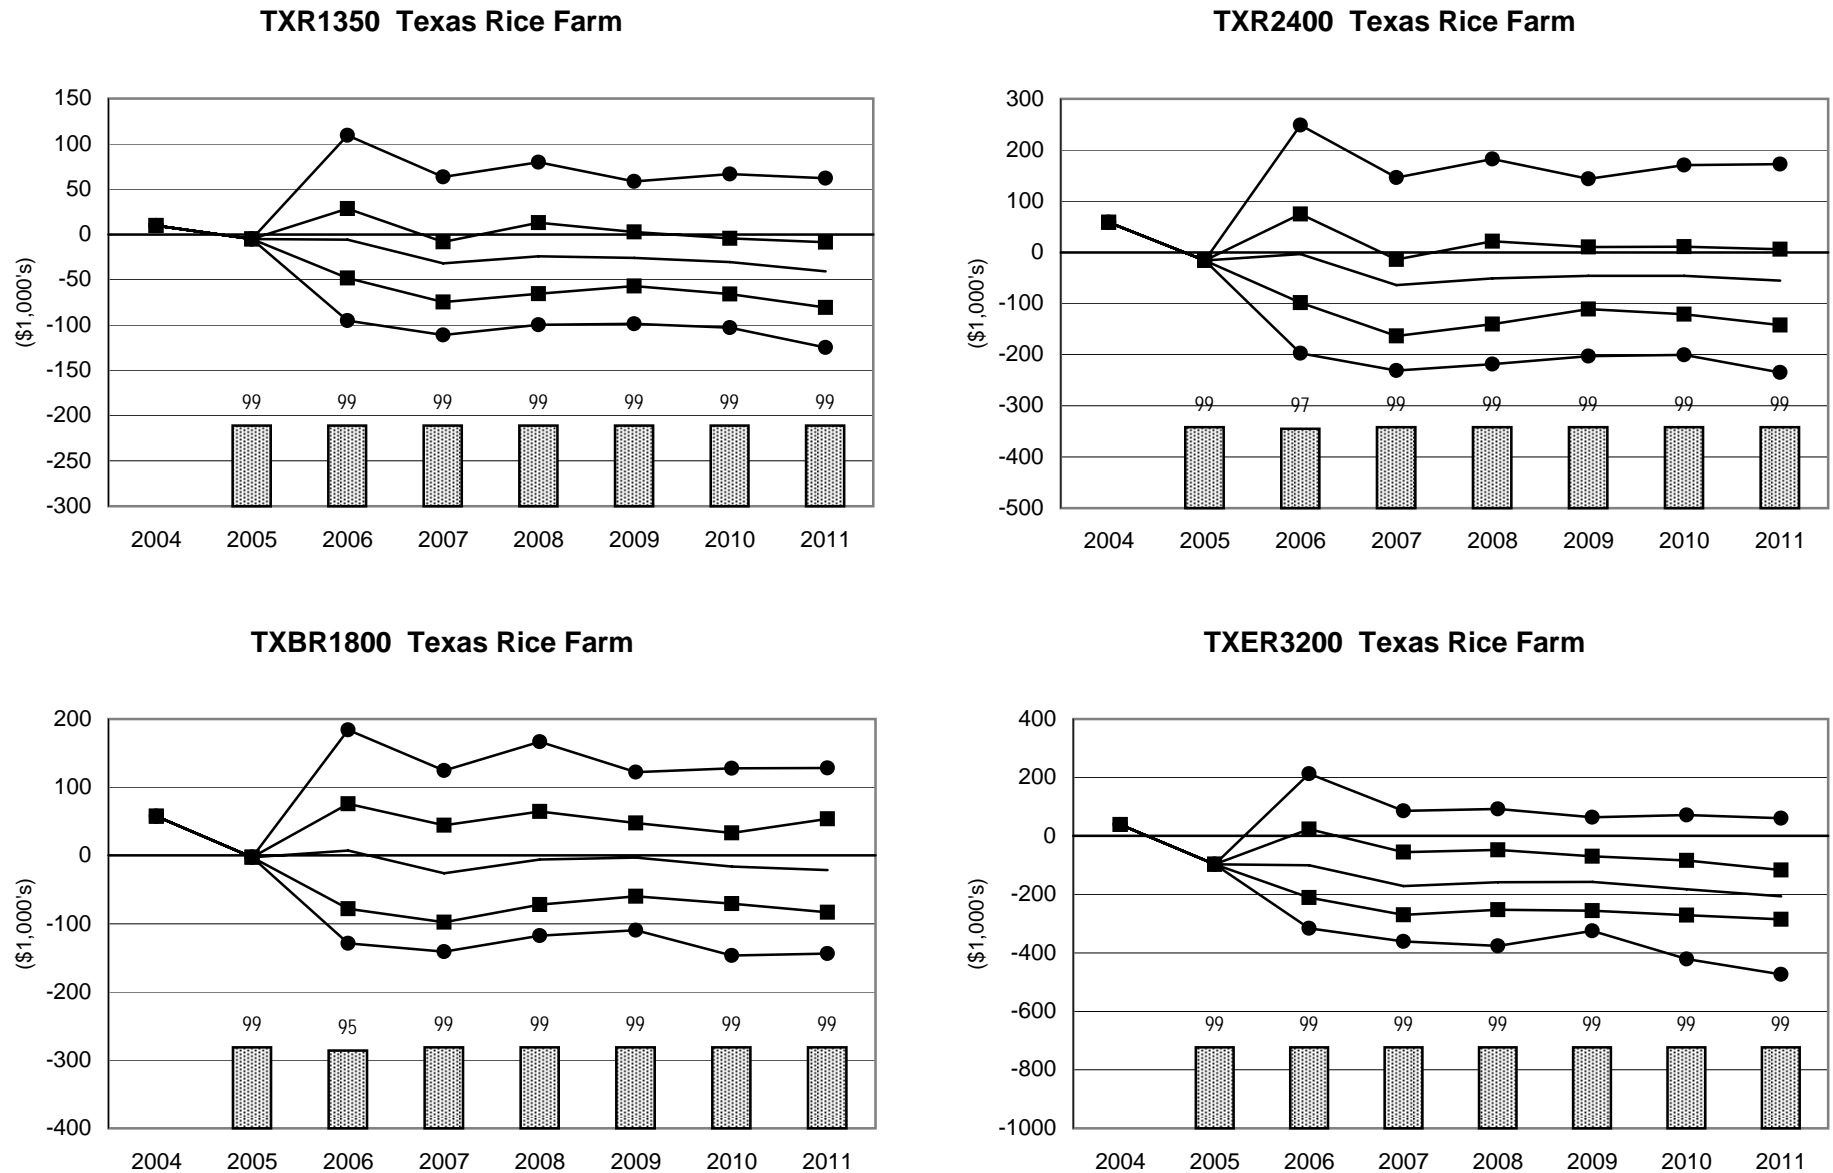 TXR1350 Texas Rice Farm
150
100
50
0
-50
-100
-150
-200
-250
-300
($1,000's)
99 99 99 99 99 99 99
2004 2005 2006 2007 2008 2009 2010 2011
TXR2400 Texas Rice Farm
300
200
100
0
-100
-200
-300
-400
-500
($1,000's)
99 97 99 99 99 99 99
2004 2005 2006 2007 2008 2009 2010 2011
TXBR1800 Texas Rice Farm
200
100
0
-100
-200
-300
-400
($1,000's)
99 95 99 99 99 99 99
2004 2005 2006 2007 2008 2009 2010 2011
TXER3200 Texas Rice Farm
400
200
0
-200
-400
-600
-800
-1000
($1,000's)
99 99 99 99 99 99 99
2004 2005 2006 2007 2008 2009 2010 2011